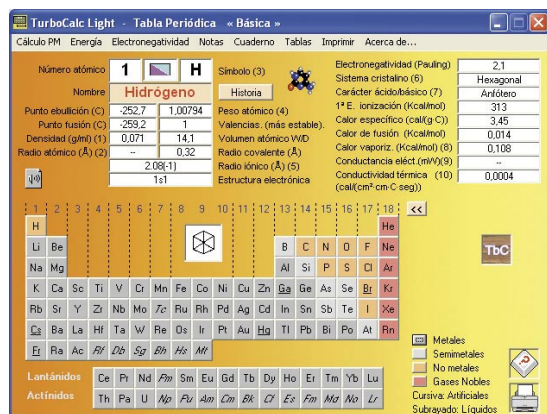 TurboCalc Light - Tabla Periódica « Básica »
Cálculo PM Energía Electronegatividad Notas Cuaderno Tablas Imprimir Acerca de...
Número atómico 1 H Símbolo (3)
Nombre Hidrógeno Historia
Punto ebullición (C) -252,7 1,00794 Peso atómico (4)
Punto fusión (C) -259,2 1 Valencias. (más estable).
Densidad (g/ml) (1) 0,071 14,1 Volumen atómico W/D
Radio atómico (Å) (2) -- 0,32 Radio covalente (Å)
2.08(-1) Radio iónico (Å) (5)
1s1 Estructura electrónica
Electronegatividad (Pauling) 2,1
Sistema cristalino (6) Hexagonal
Carácter ácido/básico (7) Anfótero
1ª E. ionización (Kcal/mol) 313
Calor específico (cal/g·C)) 3,45
Calor de fusión (Kcal/mol) 0,014
Calor vaporiz. (Kcal/mol) (8) 0,108
Conductancia eléct.(mW)(9) --
Conductividad térmica (10) 0,0004
(cal/(cm²·cm·C·seg))
1 2 3 4 5 6 7 8 9 10 11 12 13 14 15 16 17 18 <<
H He
Li Be B C N O F Ne
Na Mg Al Si P S Cl Ar
K Ca Sc Ti V Cr Mn Fe Co Ni Cu Zn Ga Ge As Se Br Kr
Rb Sr Y Zr Nb Mo Tc Ru Rh Pd Ag Cd In Sn Sb Te I Xe
Cs Ba La Hf Ta W Re Os Ir Pt Au Hg Tl Pb Bi Po At Rn
Fr Ra Ac Rf Db Sg Bh Hs Mt
TbC
Metales
Semimetales
No metales
Gases Nobles
Cursiva: Artificiales
Subrayado: Líquidos
Lantánidos Ce Pr Nd Pm Sm Eu Gd Tb Dy Ho Er Tm Yb Lu
Actínidos Th Pa U Np Pu Am Cm Bk Cf Es Fm Md No Lr